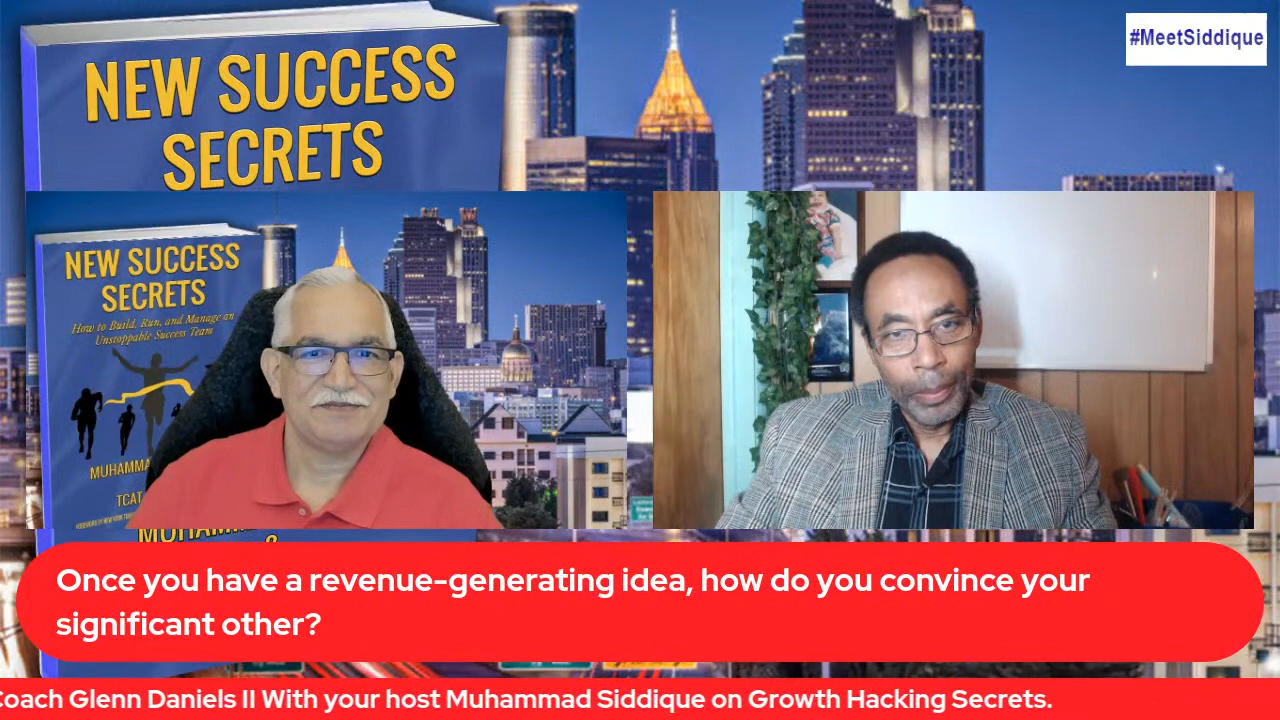 NEW SUCCESS
SECRETS
#MeetSiddique
NEW SUCCESS
SECRETS
How to Build, Run, and Manage an
Unstoppable Success Team
TCAT
Once you have a revenue-generating idea, how do you convince your
significant other?
Coach Glenn Daniels II With your host Muhammad Siddique on Growth Hacking Secrets.